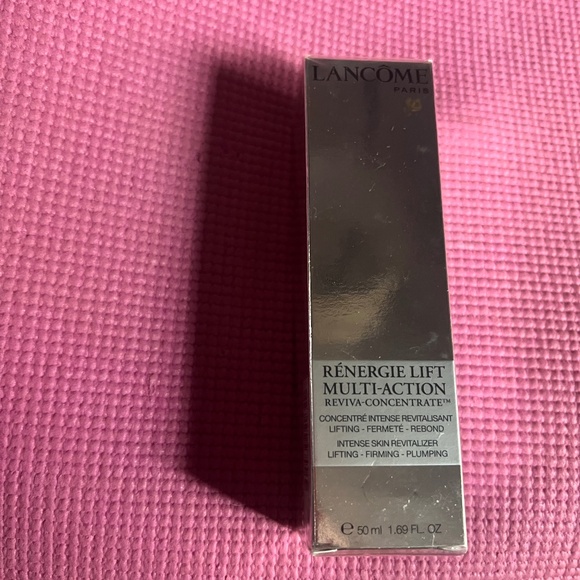 LANCÔME
PARIS
RÉNERGIE LIFT
MULTI-ACTION
REVIVA-CONCENTRATE™
CONCENTRÉ INTENSE REVITALISANT
LIFTING - FERMETÉ - REBOND
INTENSE SKIN REVITALIZER
LIFTING - FIRMING - PLUMPING
℮ 50 ml 1.69 FL. OZ